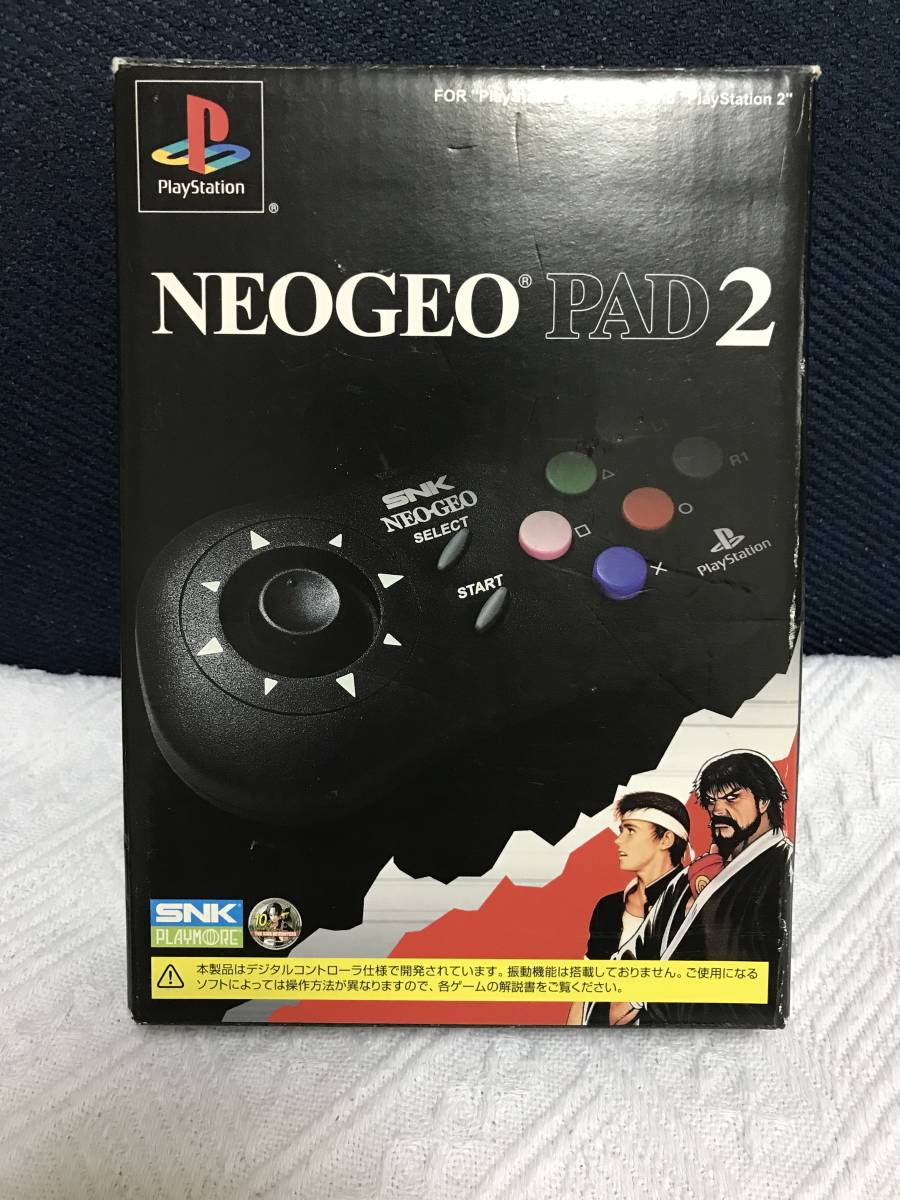 FOR "PlayStation 2"
PlayStation
®
NEOGEO® PAD 2
R1
△
SNK
NEO·GEO
SELECT
START
□
○
×
PlayStation
SNK
PLAYMORE
10
本製品はデジタルコントローラ仕様で開発されています。振動機能は搭載しておりません。ご使用になる
ソフトによっては操作方法が異なりますので、各ゲームの解説書をご覧ください。